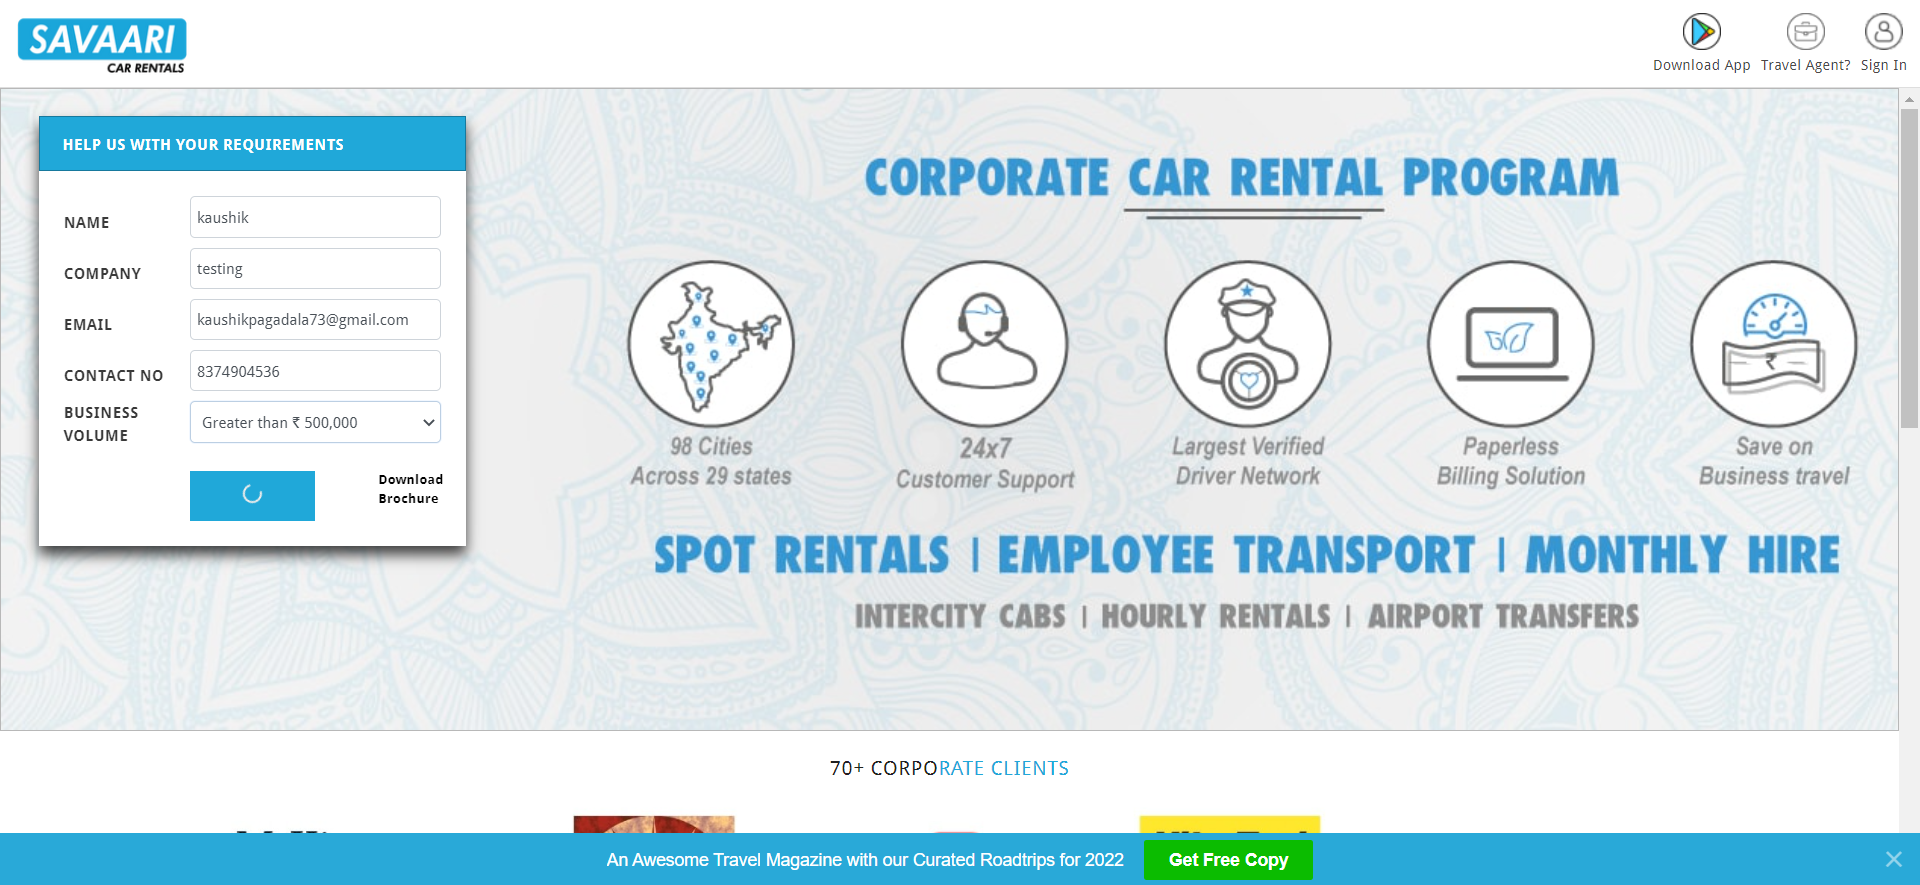 SAVAARI
CAR RENTALS
Download App
Travel Agent?
Sign In
HELP US WITH YOUR REQUIREMENTS
NAME
kaushik
COMPANY
testing
EMAIL
kaushikpagadala73@gmail.com
CONTACT NO
8374904536
BUSINESS
VOLUME
Greater than ₹ 500,000
Download
Brochure
CORPORATE CAR RENTAL PROGRAM
₹
98 Cities
Across 29 states
24x7
Customer Support
Largest Verified
Driver Network
Paperless
Billing Solution
Save on
Business travel
SPOT RENTALS | EMPLOYEE TRANSPORT | MONTHLY HIRE
INTERCITY CABS | HOURLY RENTALS | AIRPORT TRANSFERS
70+ CORPORATE CLIENTS
An Awesome Travel Magazine with our Curated Roadtrips for 2022
Get Free Copy